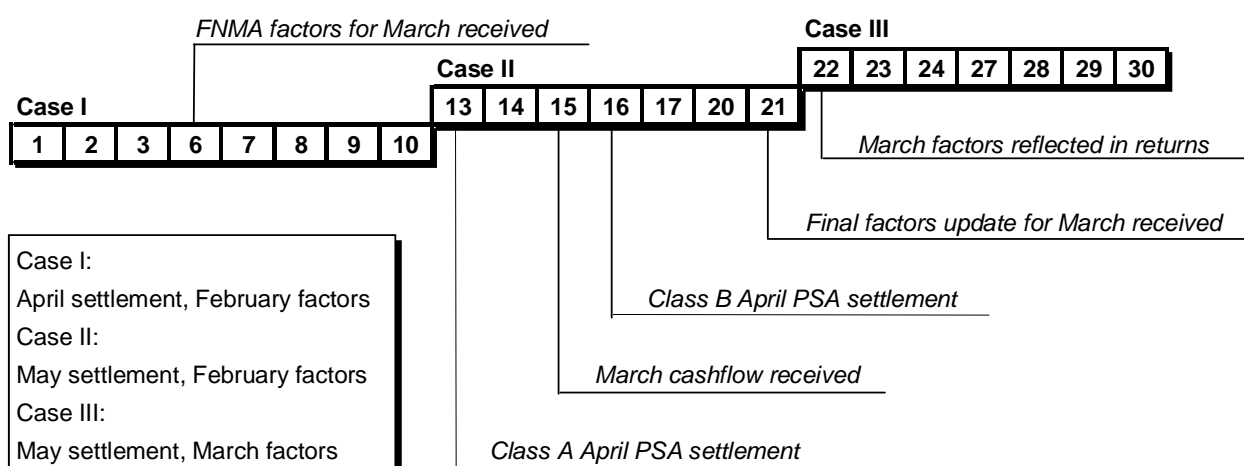 FNMA factors for March received
Case III
22 23 24 27 28 29 30
Case II
13 14 15 16 17 20 21
Case I
1 2 3 6 7 8 9 10
March factors reflected in returns
Final factors update for March received
Class B April PSA settlement
March cashflow received
Class A April PSA settlement
Case I:
April settlement, February factors
Case II:
May settlement, February factors
Case III:
May settlement, March factors